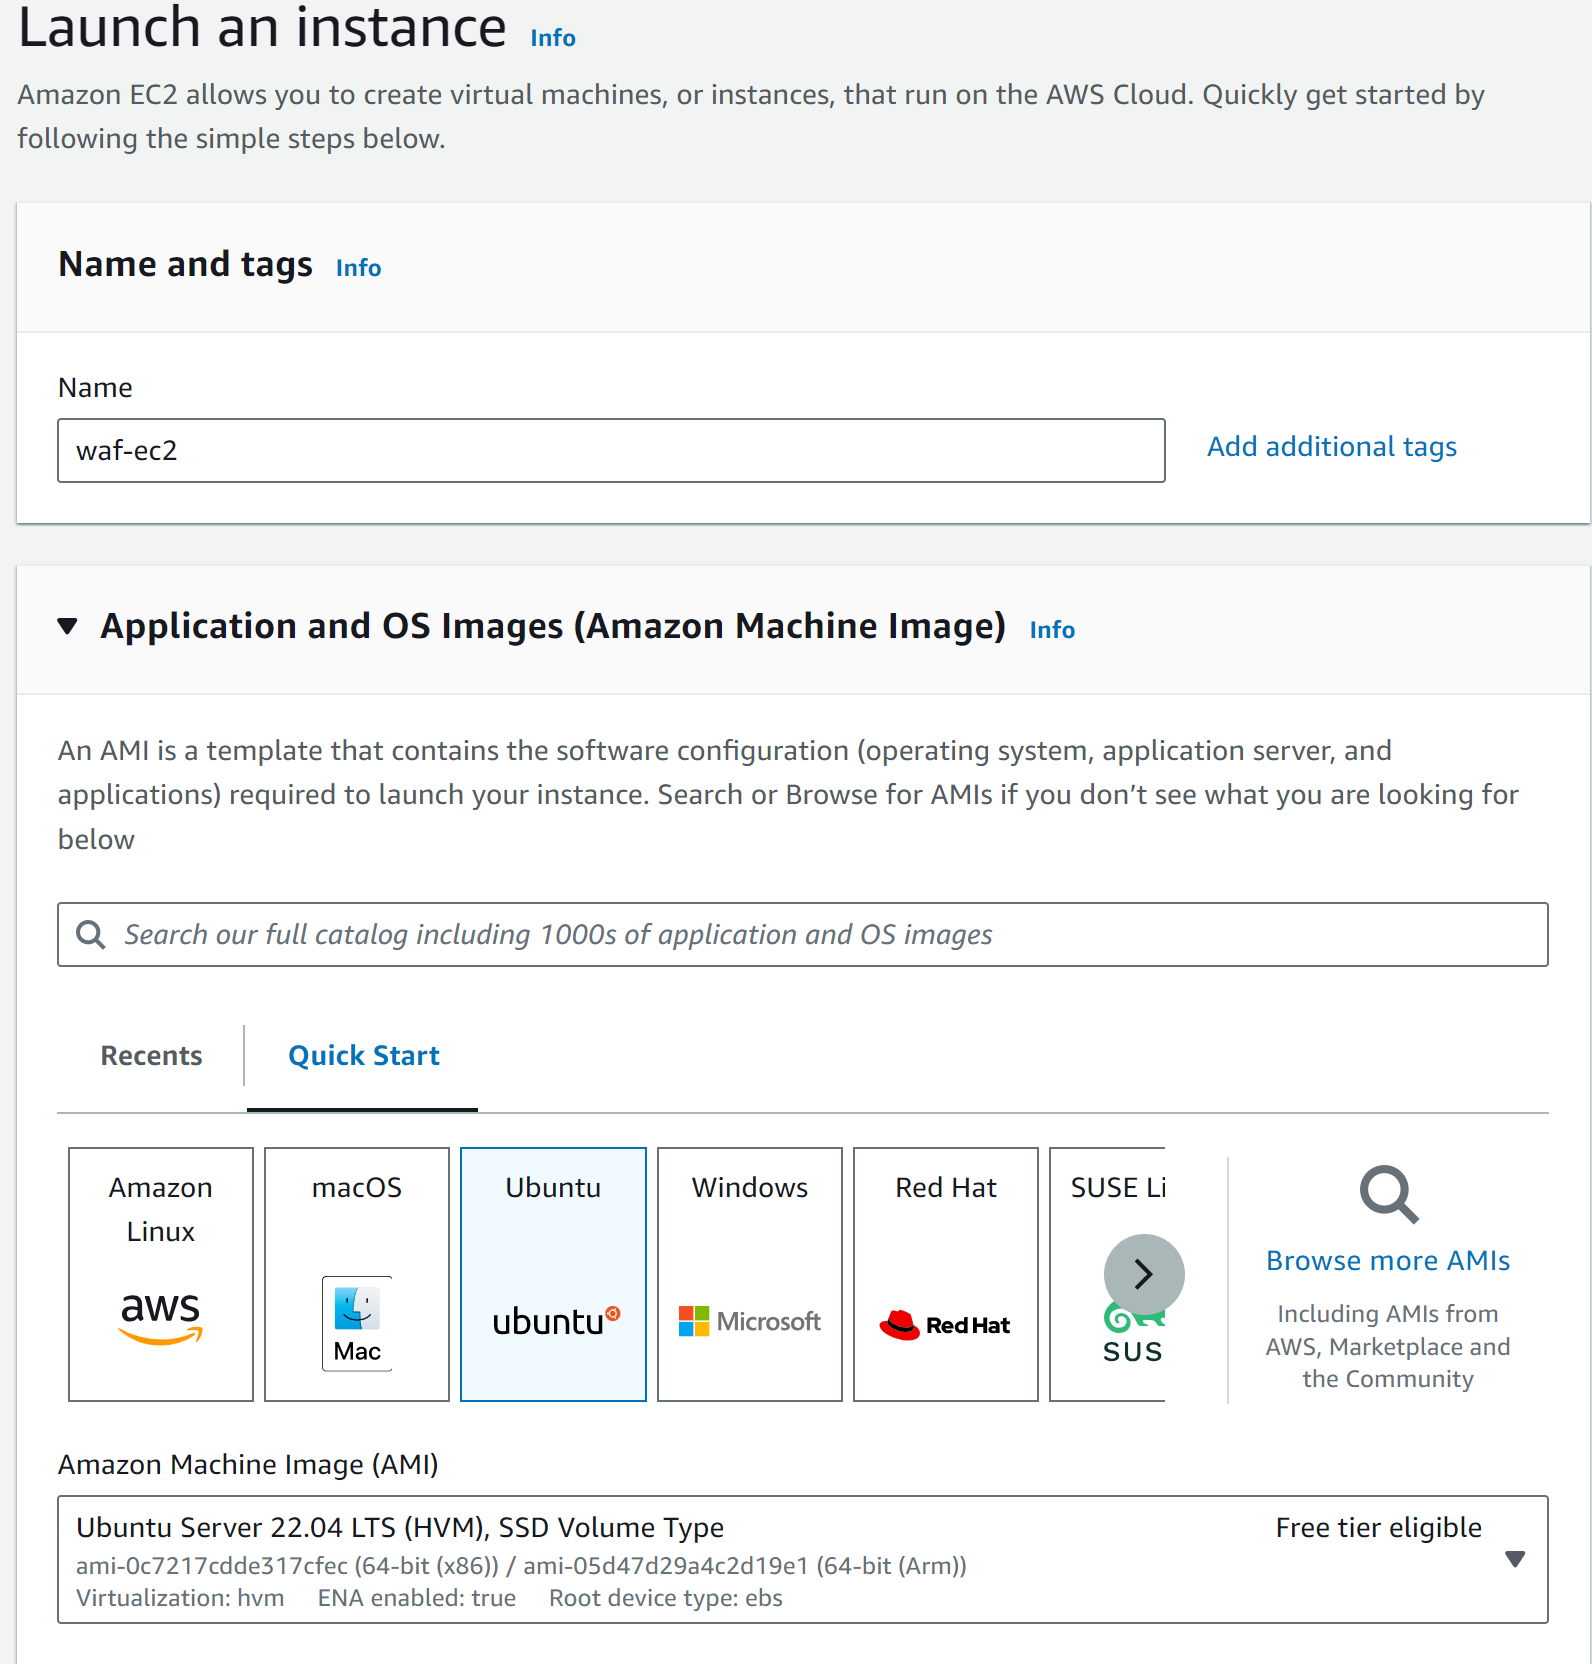 Launch an instance Info
Amazon EC2 allows you to create virtual machines, or instances, that run on the AWS Cloud. Quickly get started by
following the simple steps below.
Name and tags Info
Name
waf-ec2
Add additional tags
Application and OS Images (Amazon Machine Image) Info
An AMI is a template that contains the software configuration (operating system, application server, and
applications) required to launch your instance. Search or Browse for AMIs if you don’t see what you are looking for
below
Search our full catalog including 1000s of application and OS images
Recents
Quick Start
Amazon
Linux
aws
macOS
Mac
Ubuntu
ubuntu
Windows
Microsoft
Red Hat
Red Hat
SUSE Li
SUS
Browse more AMIs
Including AMIs from
AWS, Marketplace and
the Community
Amazon Machine Image (AMI)
Ubuntu Server 22.04 LTS (HVM), SSD Volume Type
Free tier eligible
ami-0c7217cdde317cfec (64-bit (x86)) / ami-05d47d29a4c2d19e1 (64-bit (Arm))
Virtualization: hvm ENA enabled: true Root device type: ebs